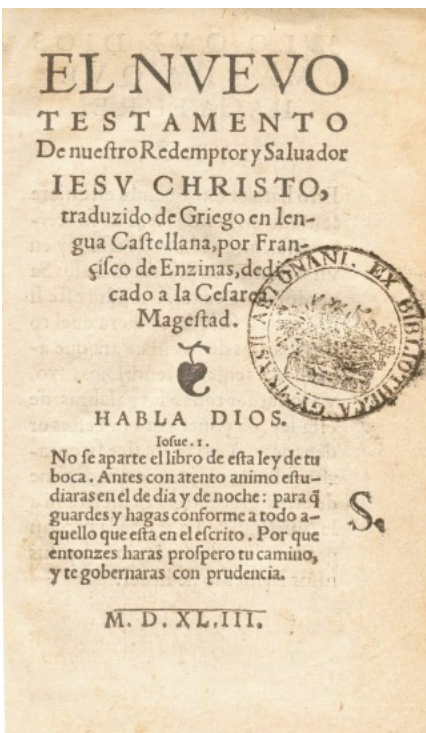 EL NVEVO
TESTAMENTO
De nueſtro Redemptor y Saluador
IESV CHRISTO,
traduzido de Griego en len-
gua Caſtellana, por Fran-
çiſco de Enzinas, dedi-
cado a la Ceſarea
Mageſtad.
HABLA DIOS.
Ioſue. 1.
No ſe aparte el libro de eſta ley de tu
boca. Antes con atento animo eſtu-
diaras en el de dia y de noche: para q̃
guardes y hagas conforme a todo a-
quello que eſta en el eſcrito. Por que
entonzes haras proſpero tu camino,
y te gobernaras con prudencia.
S.
M. D. XL.III.
EX BIBLIOTHECA
ANTONIANI.